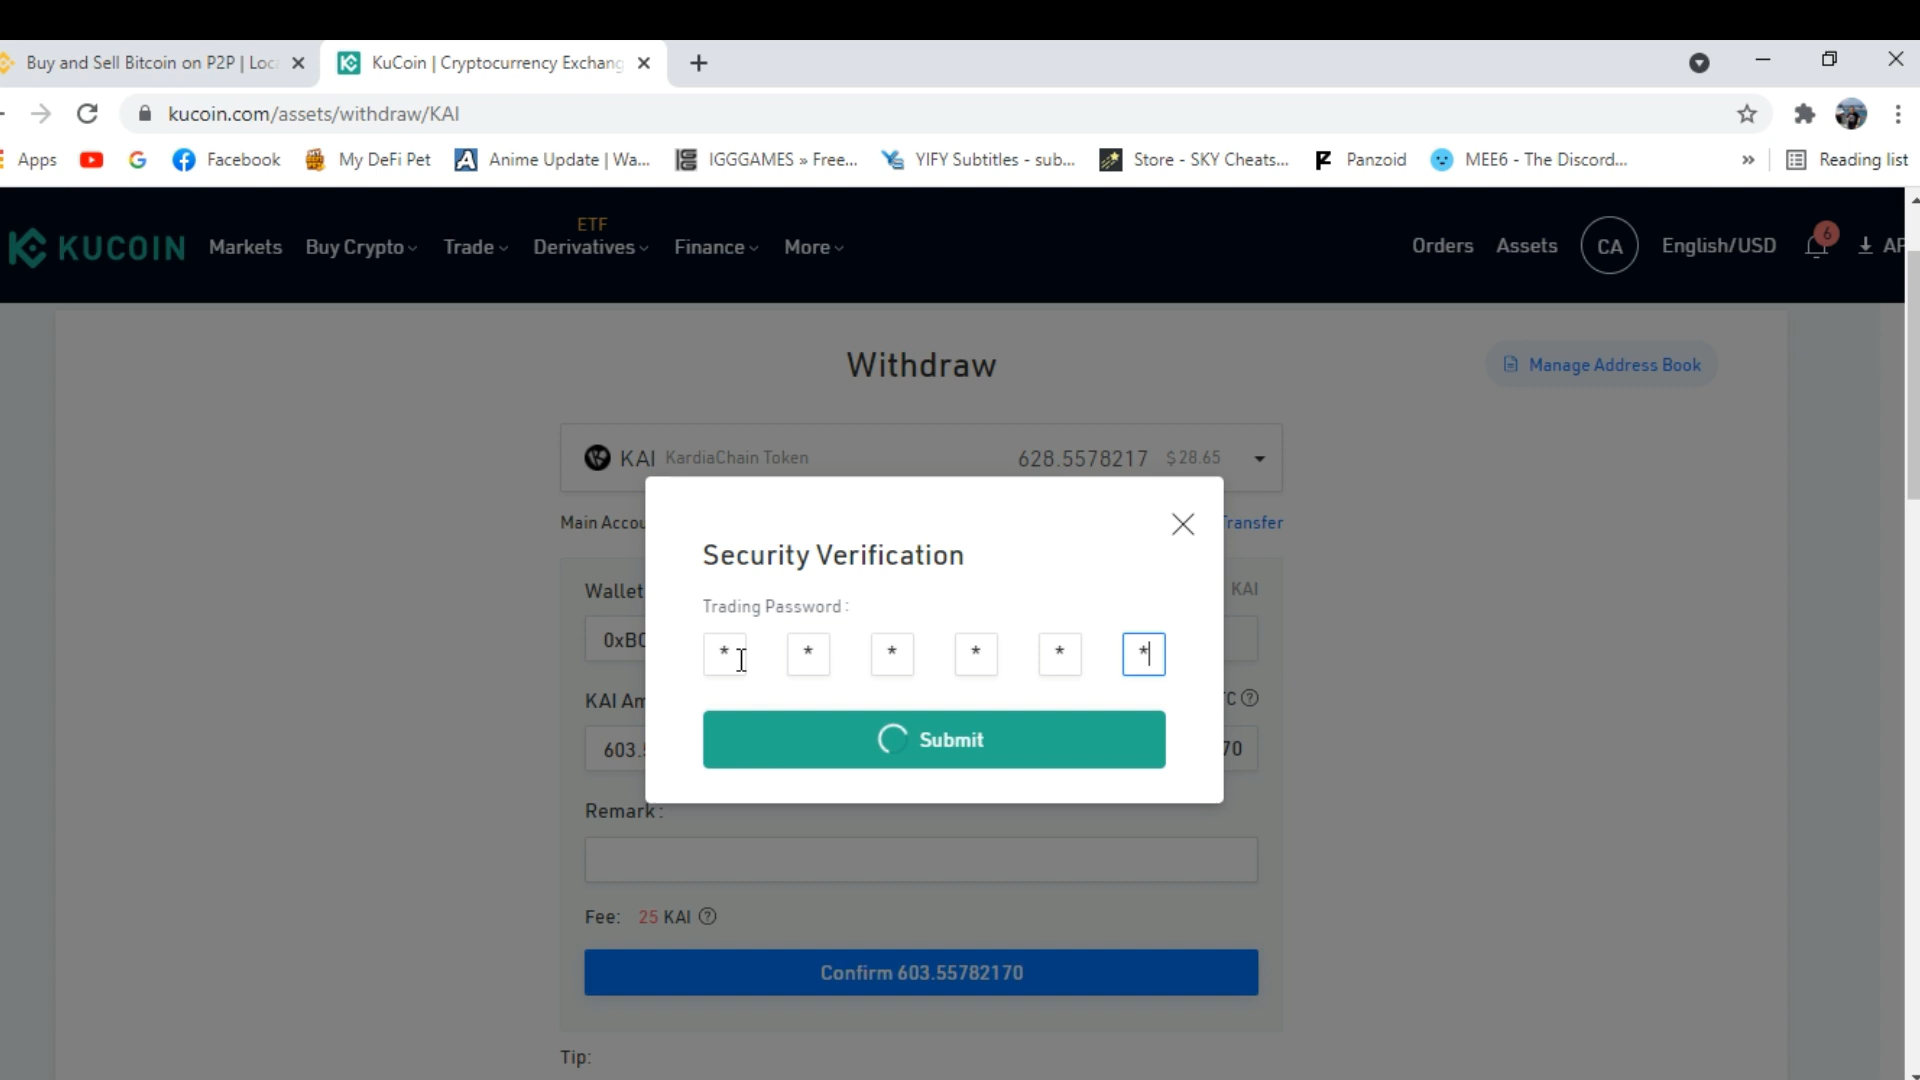 Buy and Sell Bitcoin on P2P | Loc
KuCoin | Cryptocurrency Exchang
kucoin.com/assets/withdraw/KAI
Apps
Facebook
My DeFi Pet
Anime Update | Wa...
IGGGAMES » Free...
YIFY Subtitles - sub...
Store - SKY Cheats...
Panzoid
MEE6 - The Discord...
»
Reading list
KUCOIN
Markets
Buy Crypto
Trade
ETF
Derivatives
Finance
More
Orders
Assets
CA
English/USD
6
AP
Withdraw
Manage Address Book
KAI KardiaChain Token 628.5578217 $28.65
Main Accou
Transfer
Security Verification
Trading Password:
* * * * * *
Submit
Wallet
KAI
0xB
KAI Am
TC
603.
70
Remark:
Fee: 25 KAI
Confirm 603.55782170
Tip: